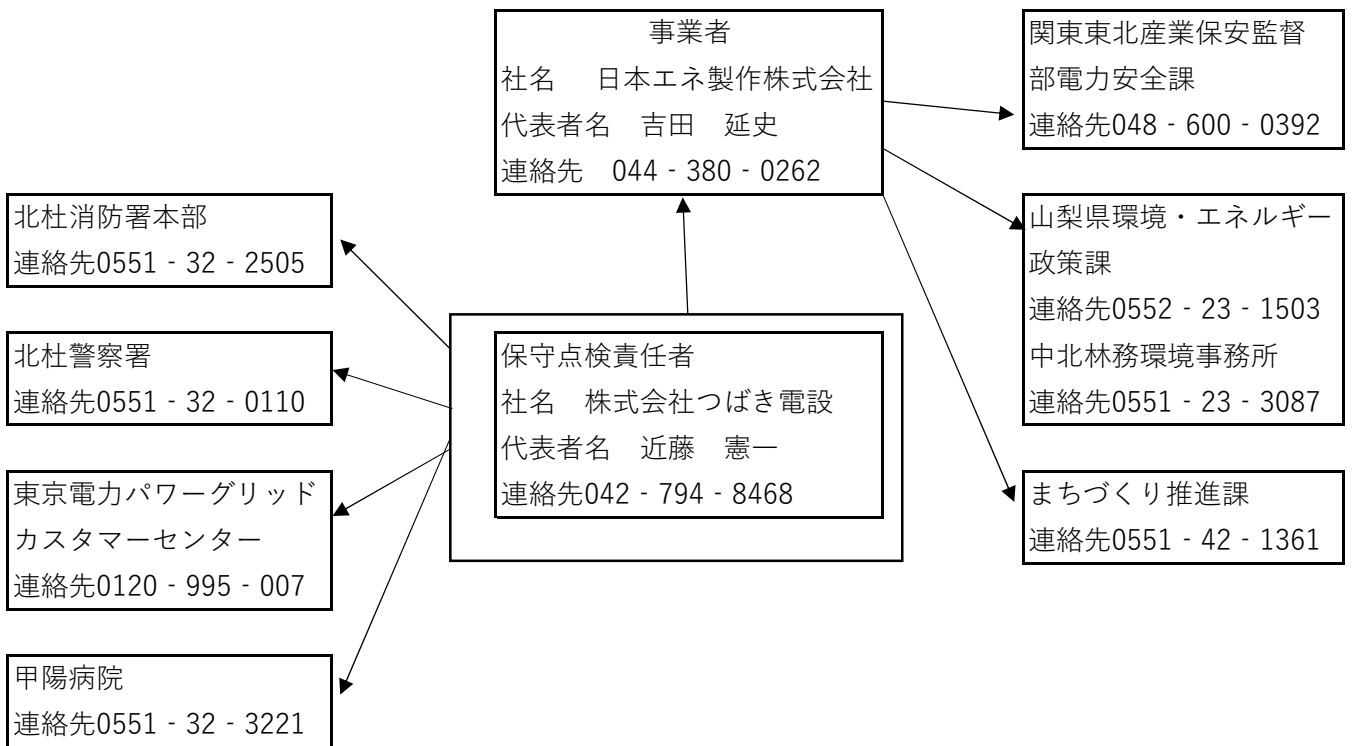 事業者
社名　日本エネ製作株式会社
代表者名　吉田　延史
連絡先　044‐380‐0262
関東東北産業保安監督
部電力安全課
連絡先048‐600‐0392
北杜消防署本部
連絡先0551‐32‐2505
山梨県環境・エネルギー
政策課
連絡先0552‐23‐1503
中北林務環境事務所
連絡先0551‐23‐3087
北杜警察署
連絡先0551‐32‐0110
保守点検責任者
社名　株式会社つばき電設
代表者名　近藤　憲一
連絡先042‐794‐8468
東京電力パワーグリッド
カスタマーセンター
連絡先0120‐995‐007
まちづくり推進課
連絡先0551‐42‐1361
甲陽病院
連絡先0551‐32‐3221